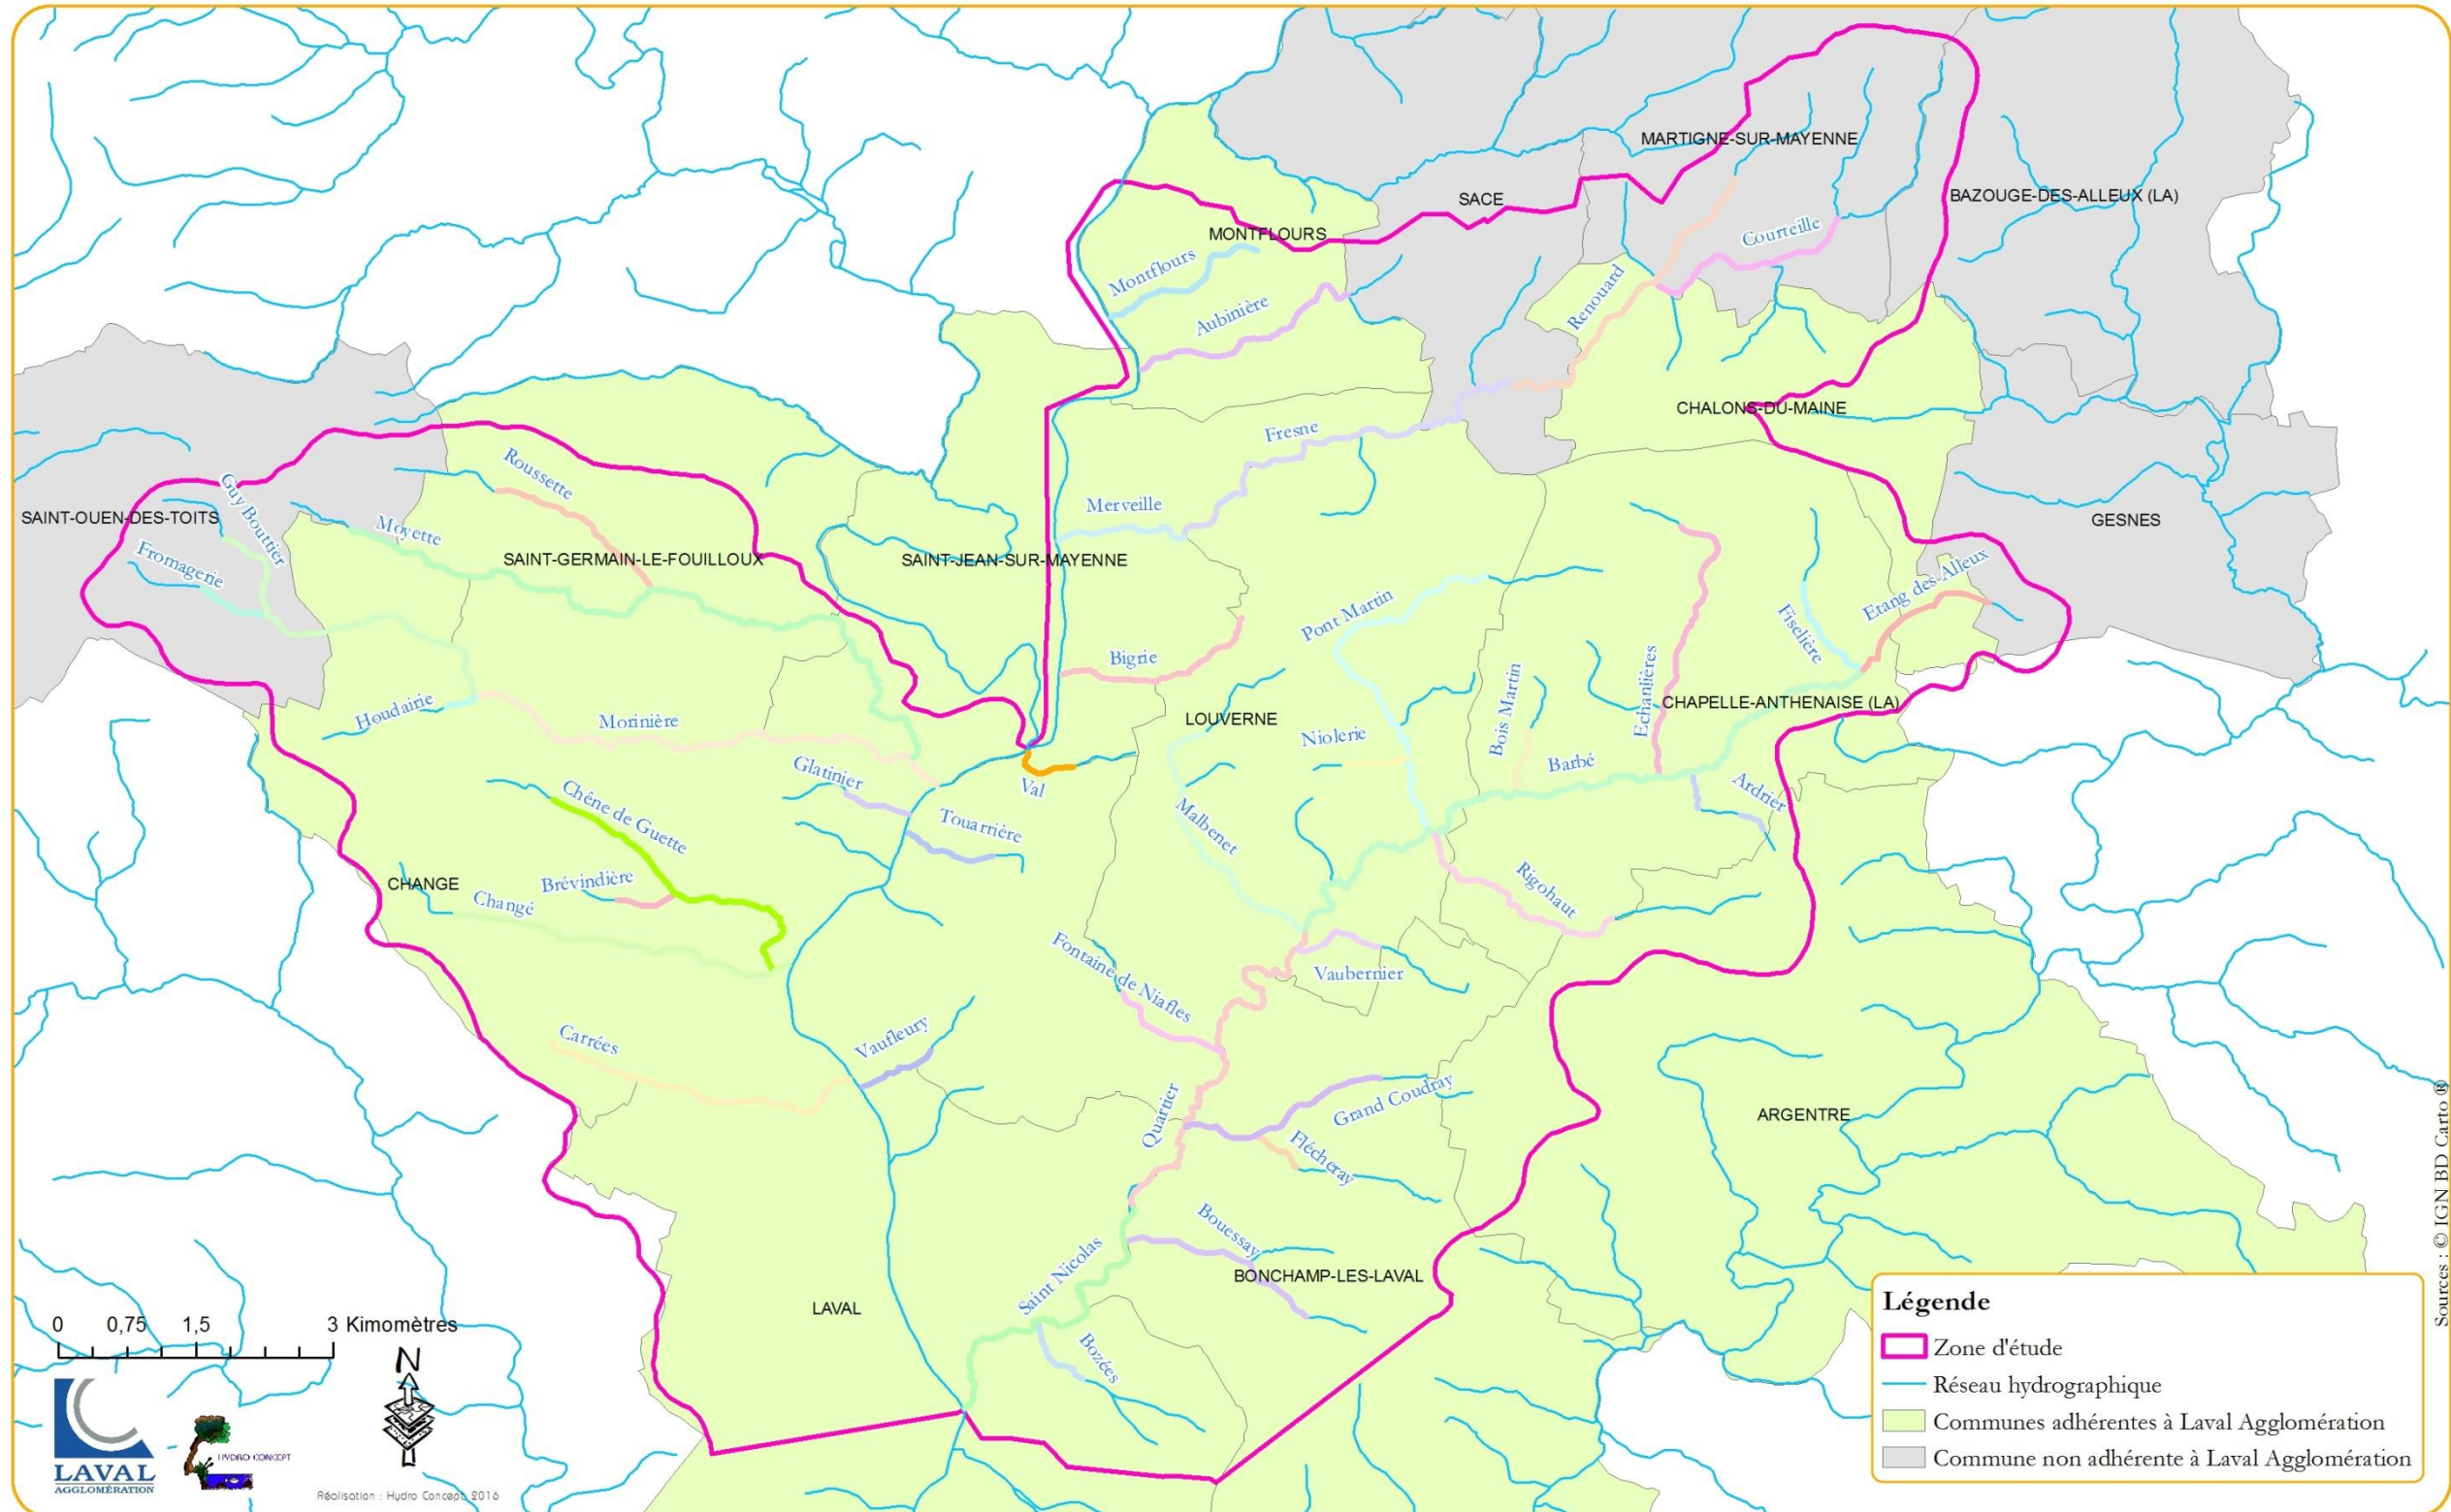 MARTIGNE-SUR-MAYENNE
SACE
BAZOUGE-DES-ALLEUX (LA)
MONTFLOURS
Courteille
Montflours
Renouard
Aubinière
CHALONS-DU-MAINE
Fresne
Roussette
Guy Bouttier
Merveille
SAINT-OUEN-DES-TOITS
GESNES
Moyette
Fromagerie
SAINT-GERMAIN-LE-FOUILLOUX
SAINT-JEAN-SUR-MAYENNE
Etang des Alleux
Pont Martin
Fiselière
Bigrie
Echanlières
CHAPELLE-ANTHENAISE (LA)
Houdairie
Morinière
LOUVERNE
Bois Martin
Niolerie
Barbé
Glatinier
Val
Ardrier
Chêne de Guette
Touarrière
Malbenet
CHANGE
Brévindière
Changé
Rigohaut
Fontaine de Niafles
Vaubernier
Carrées
Vaufleury
Quartier
Grand Coudray
ARGENTRE
Flécheray
Bouessay
Saint Nicolas
BONCHAMP-LES-LAVAL
LAVAL
Bozées
0 0,75 1,5 3 Kimomètres
N
LAVAL
AGGLOMÉRATION
HYDRO CONCEPT
Réalisation : Hydro Concept 2016
Légende
Zone d'étude
Réseau hydrographique
Communes adhérentes à Laval Agglomération
Commune non adhérente à Laval Agglomération
Sources : © IGN BD Carto ®